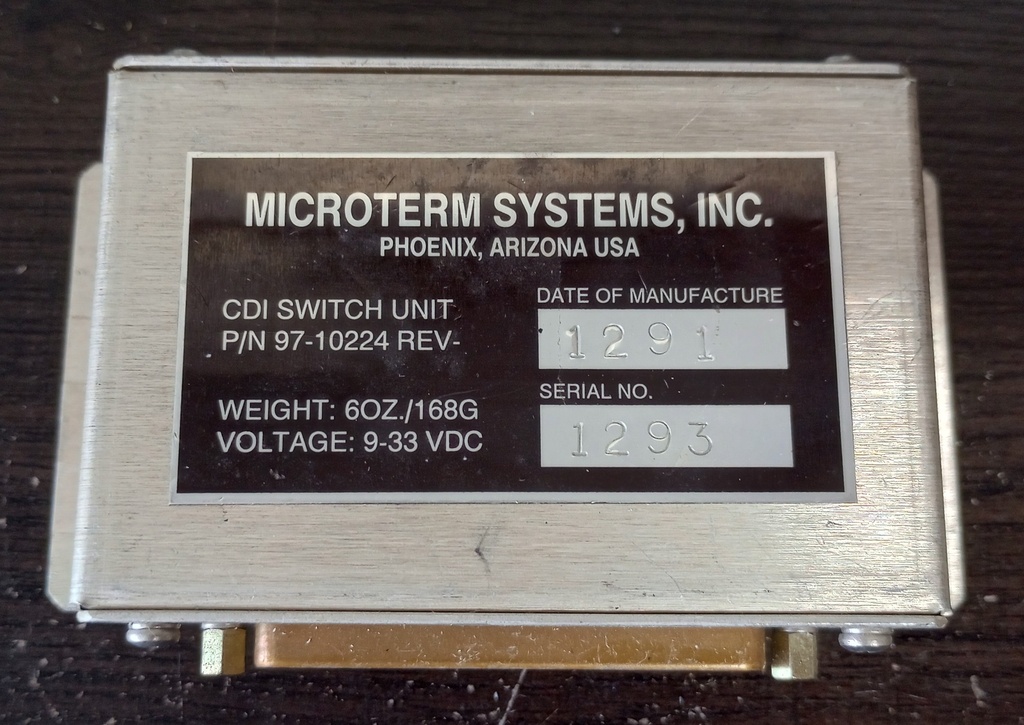 MICROTERM SYSTEMS, INC.
PHOENIX, ARIZONA USA
CDI SWITCH UNIT
P/N 97-10224 REV-
WEIGHT: 6OZ./168G
VOLTAGE: 9-33 VDC
DATE OF MANUFACTURE
1291
SERIAL NO.
1293